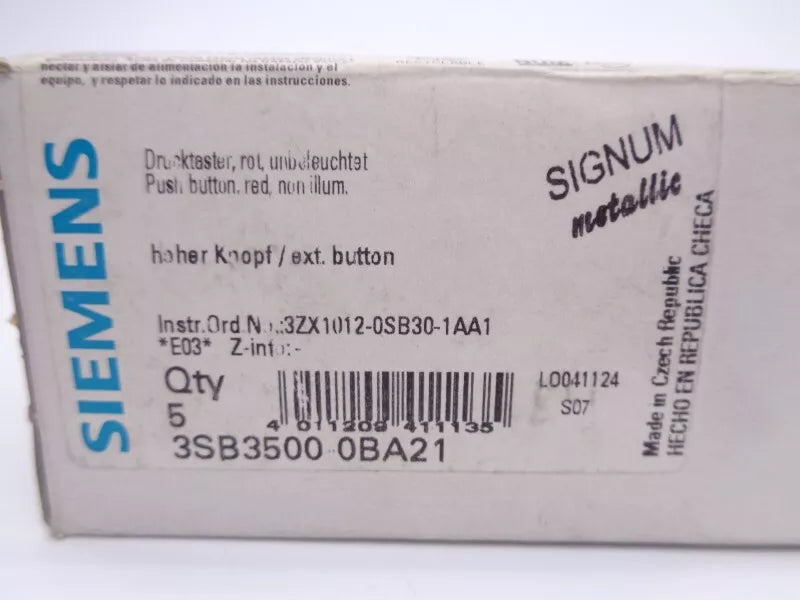 nectar y aislar de alimentación la instalación y el
equipo, y respetar lo indicado en las instrucciones.
SIEMENS
Drucktaster, rot, unbeleuchtet
Push button, red, non illum.
SIGNUM
metallic
hoher Knopf / ext. button
Instr.Ord.No.:3ZX1012-0SB30-1AA1
*E03* Z-info:-
Qty
5
4 011209 411135
L0041124
S07
3SB3500 0BA21
Made in Czech Republic
HECHO EN REPUBLICA CHECA